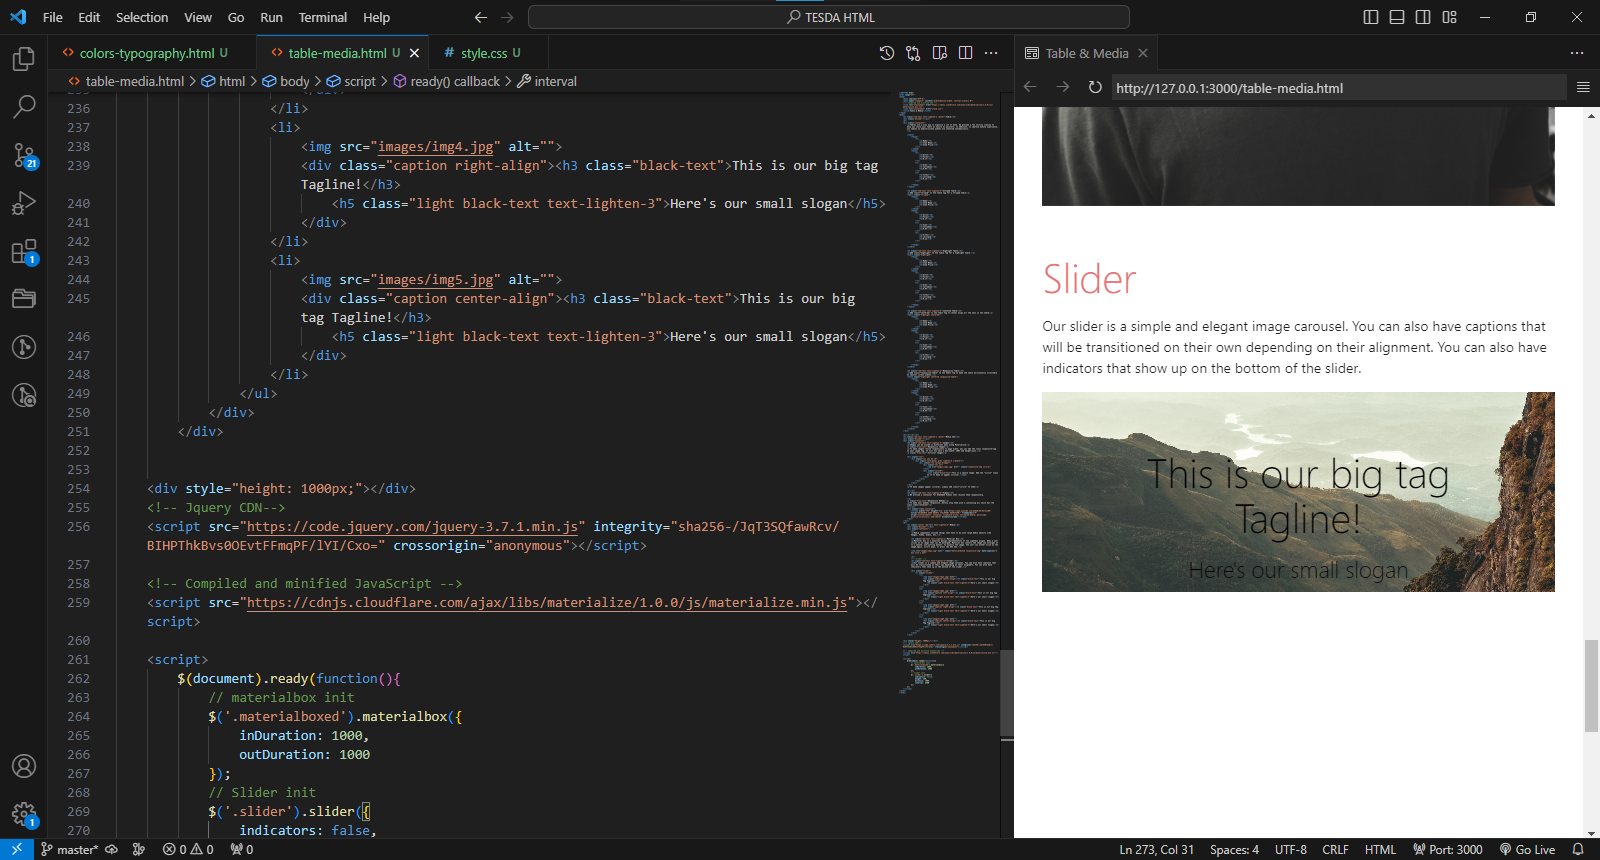 File Edit Selection View Go Run Terminal Help
TESDA HTML
colors-typography.html U
table-media.html U
# style.css U
Table & Media
table-media.html > html > body > script > ready() callback > interval
http://127.0.0.1:3000/table-media.html
236 </li>
237 <li>
238 <img src="images/img4.jpg" alt="">
239 <div class="caption right-align"><h3 class="black-text">This is our big tag
Tagline!</h3>
240 <h5 class="light black-text text-lighten-3">Here's our small slogan</h5>
241 </div>
242 </li>
243 <li>
244 <img src="images/img5.jpg" alt="">
245 <div class="caption center-align"><h3 class="black-text">This is our big
tag Tagline!</h3>
246 <h5 class="light black-text text-lighten-3">Here's our small slogan</h5>
247 </div>
248 </li>
249 </ul>
250 </div>
251 </div>
252
253
254 <div style="height: 1000px;"></div>
255 <!-- Jquery CDN-->
256 <script src="https://code.jquery.com/jquery-3.7.1.min.js" integrity="sha256-/JqT3SQfawRcv/
BIHPThkBvs0OEvtFFmqPF/lYI/Cxo=" crossorigin="anonymous"></script>
257
258 <!-- Compiled and minified JavaScript -->
259 <script src="https://cdnjs.cloudflare.com/ajax/libs/materialize/1.0.0/js/materialize.min.js"></
script>
260
261 <script>
262 $(document).ready(function(){
263 // materialbox init
264 $('.materialboxed').materialbox({
265 inDuration: 1000,
266 outDuration: 1000
267 });
268 // Slider init
269 $('.slider').slider({
270 indicators: false,
Slider
Our slider is a simple and elegant image carousel. You can also have captions that
will be transitioned on their own depending on their alignment. You can also have
indicators that show up on the bottom of the slider.
This is our big tag
Tagline!
Here's our small slogan
21
1
1
master*
0 0
0
Ln 273, Col 31
Spaces: 4
UTF-8
CRLF
HTML
Port: 3000
Go Live